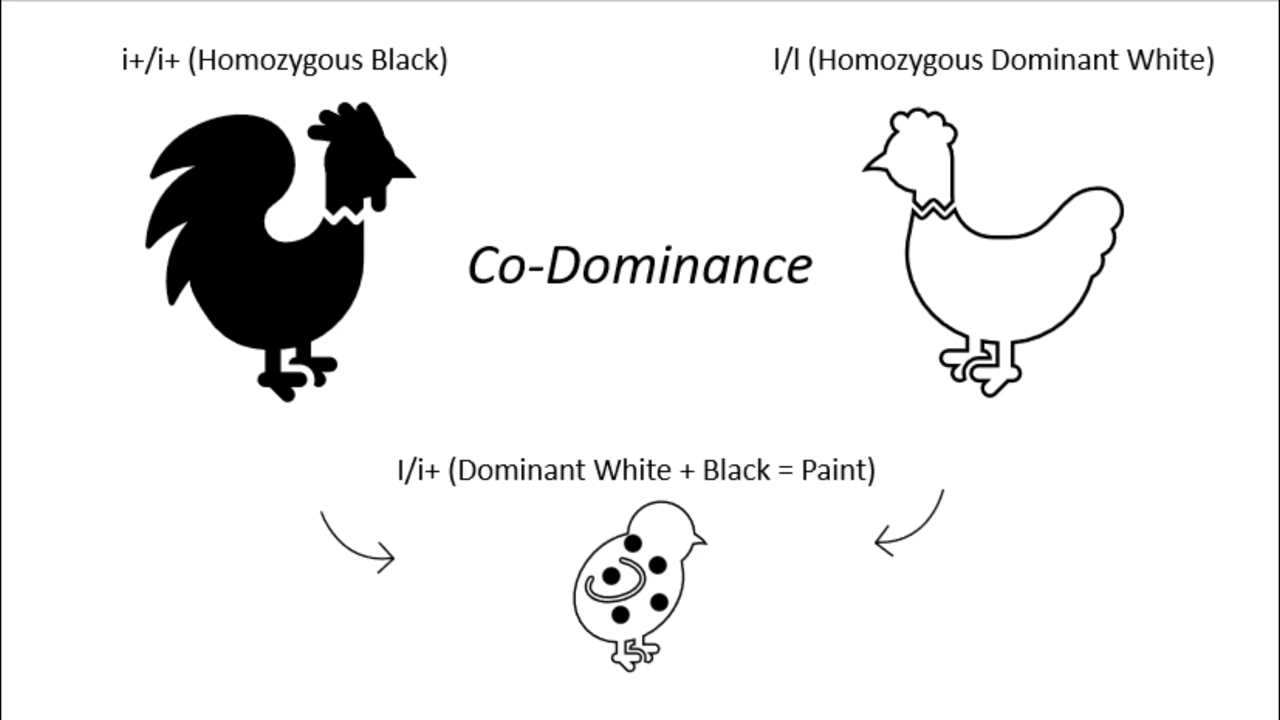 i+/i+ (Homozygous Black)
I/I (Homozygous Dominant White)
Co-Dominance
I/i+ (Dominant White + Black = Paint)